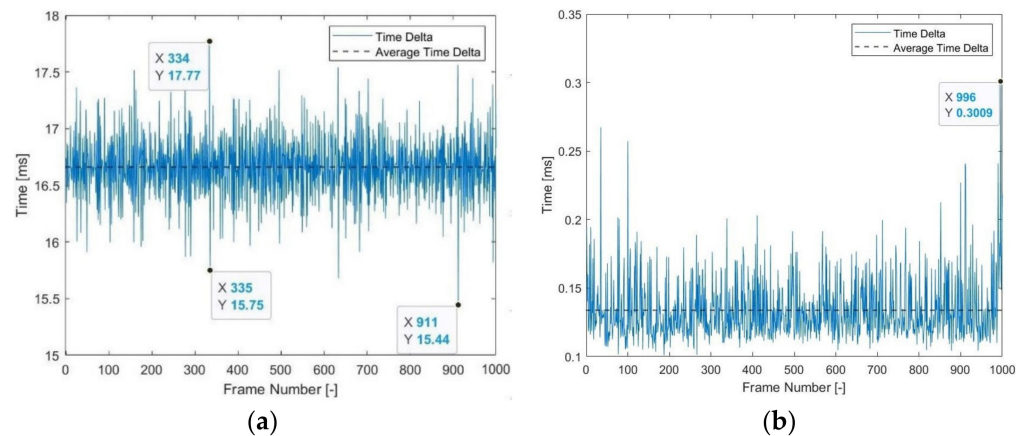 18
17.5
17
16.5
16
15.5
15
Time [ms]
0 100 200 300 400 500 600 700 800 900 1000
Frame Number [-]
Time Delta
Average Time Delta
X 334
Y 17.77
X 335
Y 15.75
X 911
Y 15.44
(a)
0.35
0.3
0.25
0.2
0.15
0.1
Time [ms]
0 100 200 300 400 500 600 700 800 900 1000
Frame Number [-]
Time Delta
Average Time Delta
X 996
Y 0.3009
(b)